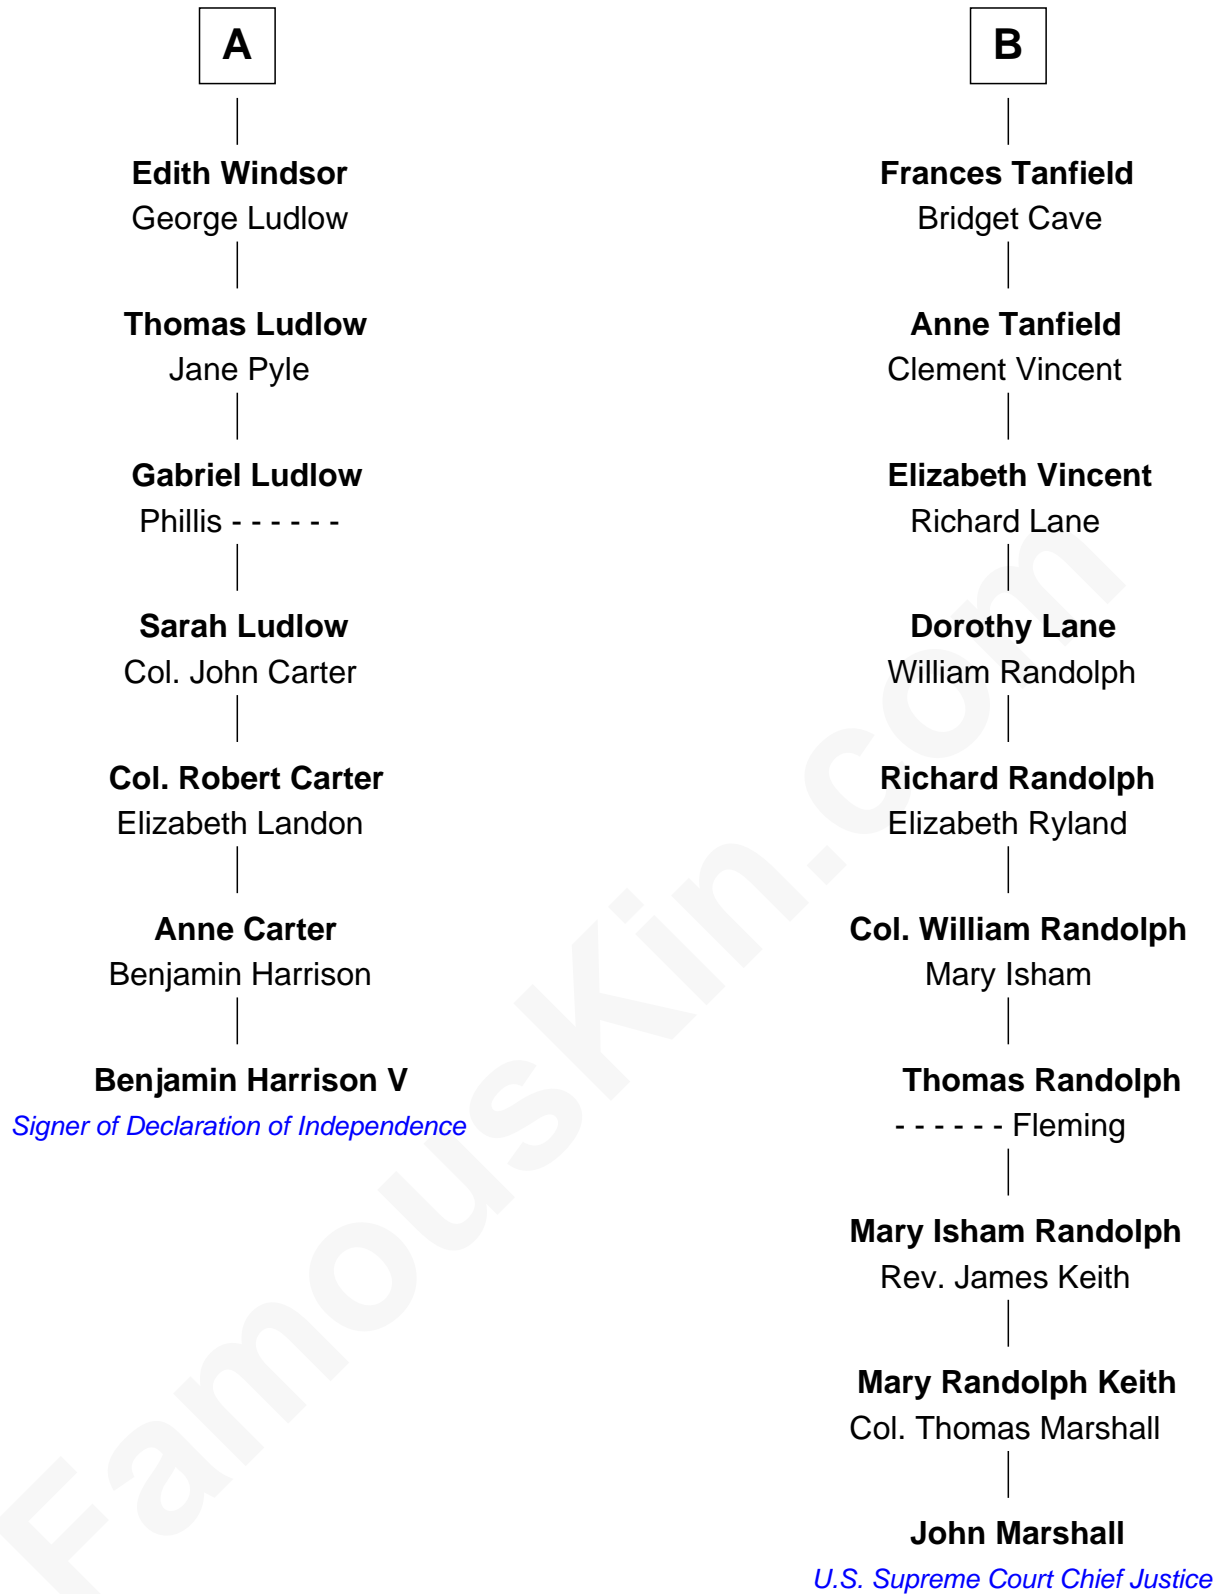 A
Edith Windsor
George Ludlow
Thomas Ludlow
Jane Pyle
Gabriel Ludlow
Phillis - - - - - -
Sarah Ludlow
Col. John Carter
Col. Robert Carter
Elizabeth Landon
Anne Carter
Benjamin Harrison
Benjamin Harrison V
Signer of Declaration of Independence
B
Frances Tanfield
Bridget Cave
Anne Tanfield
Clement Vincent
Elizabeth Vincent
Richard Lane
Dorothy Lane
William Randolph
Richard Randolph
Elizabeth Ryland
Col. William Randolph
Mary Isham
Thomas Randolph
- - - - - - Fleming
Mary Isham Randolph
Rev. James Keith
Mary Randolph Keith
Col. Thomas Marshall
John Marshall
U.S. Supreme Court Chief Justice
FamousKin.com